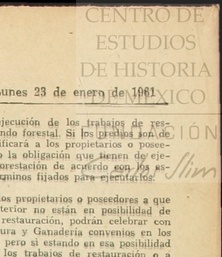 CENTRO DE
ESTUDIOS
DE HISTORIA
DE MÉXICO
Lunes 23 de enero de 1961
ejecución de los trabajos de res-
ndo forestal. Si los predios son de
ificará a los propietarios o posee-
o la obligación que tienen de eje-
orestación de acuerdo con los es-
rminos fijados para ejecutarlos.
os propietarios o poseedores a que
terior no están en posibilidad de
restauración, podrán celebrar con
ura y Ganadería convenios en los
pero si estando en esa posibilidad
los trabajos de restauración o a